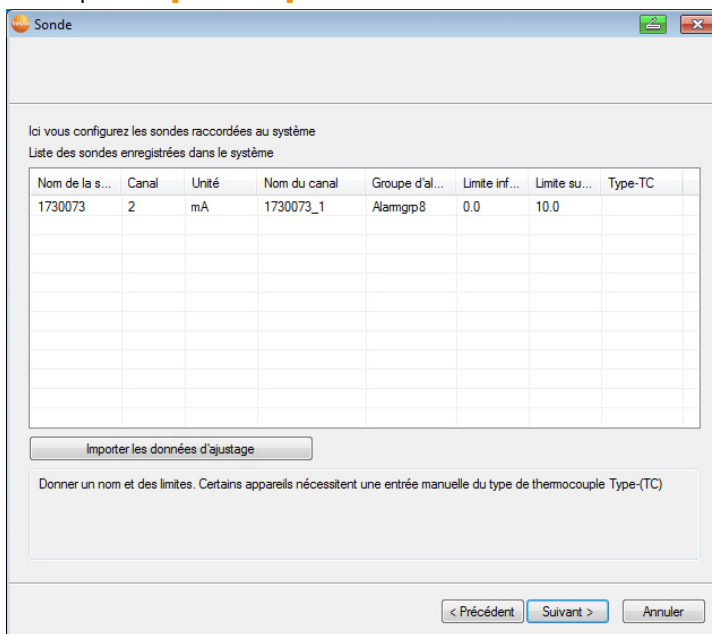 Sonde
Ici vous configurez les sondes raccordées au système
Liste des sondes enregistrées dans le système
Nom de la s... Canal Unité Nom du canal Groupe d'al... Limite inf... Limite su... Type-TC
1730073 2 mA 1730073_1 Alarmgrp8 0.0 10.0
Importer les données d'ajustage
Donner un nom et des limites. Certains appareils nécessitent une entrée manuelle du type de thermocouple Type-(TC)
< Précédent Suivant > Annuler